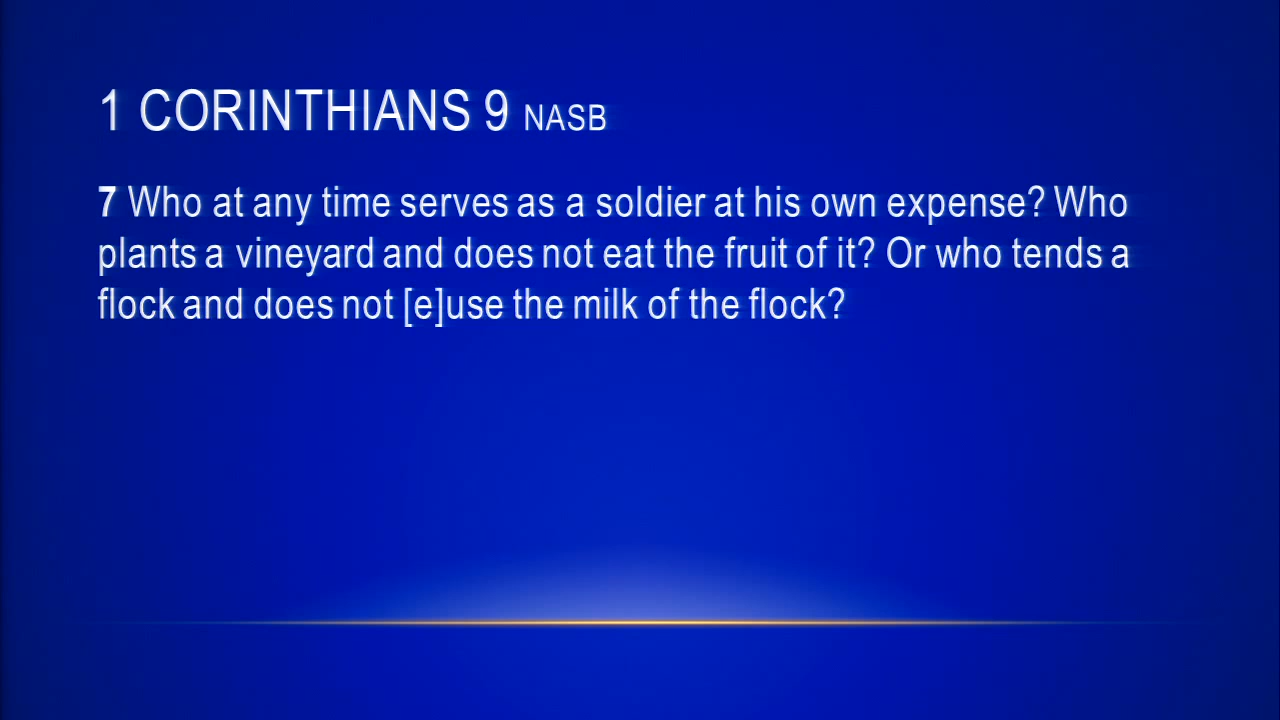 1 CORINTHIANS 9 NASB
7 Who at any time serves as a soldier at his own expense? Who
plants a vineyard and does not eat the fruit of it? Or who tends a
flock and does not [e]use the milk of the flock?